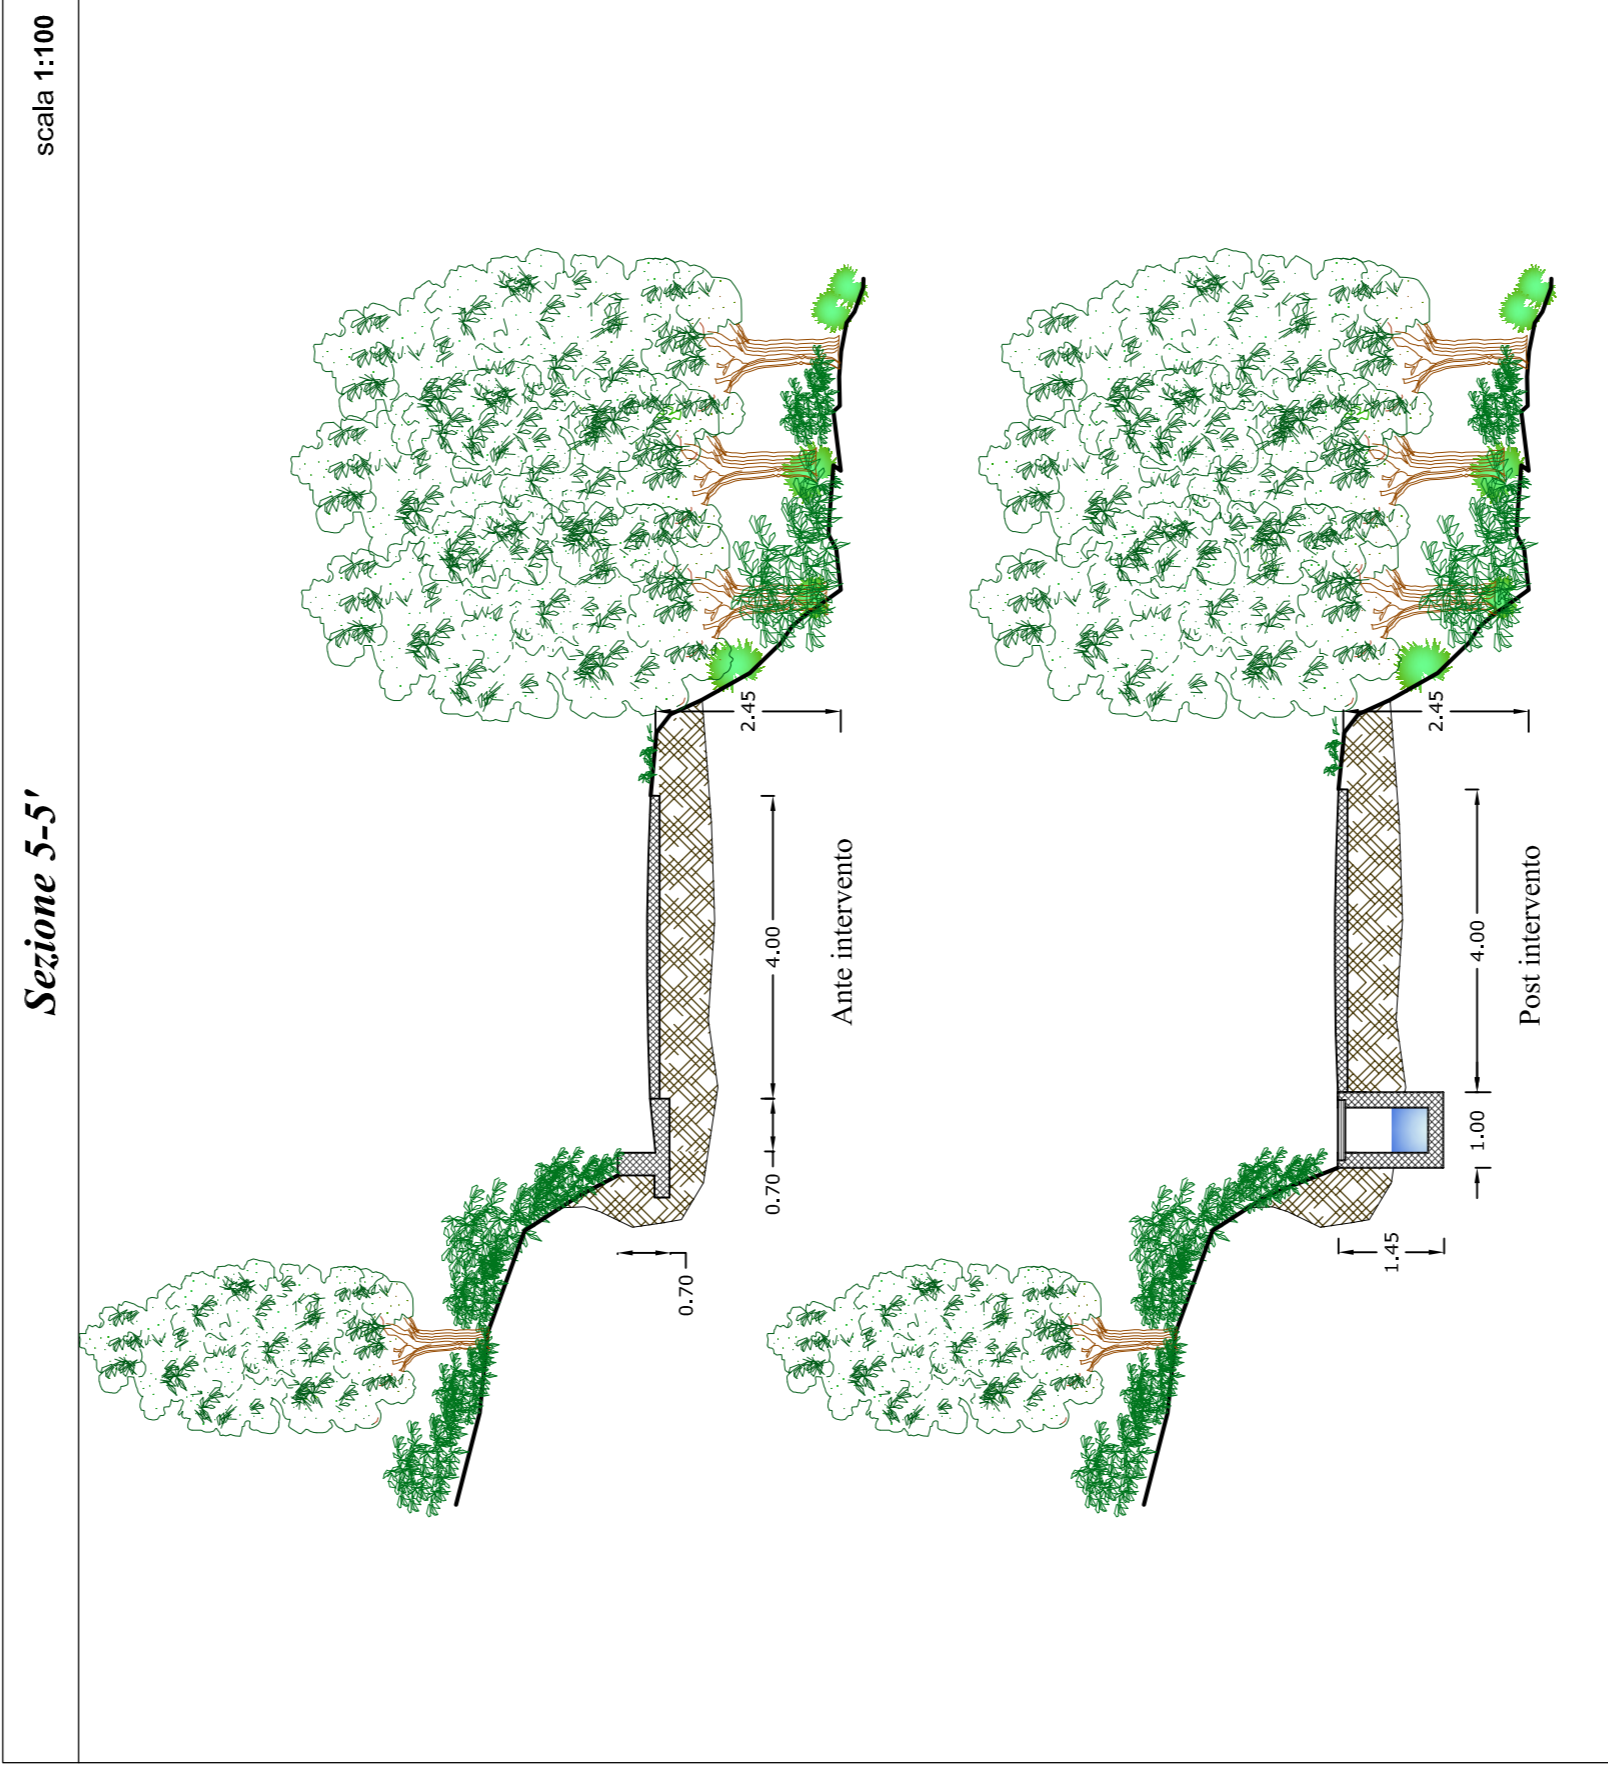 Sezione 5-5'
scala 1:100
0.70
0.70
4.00
2.45
Ante intervento
1.45
1.00
4.00
2.45
Post intervento